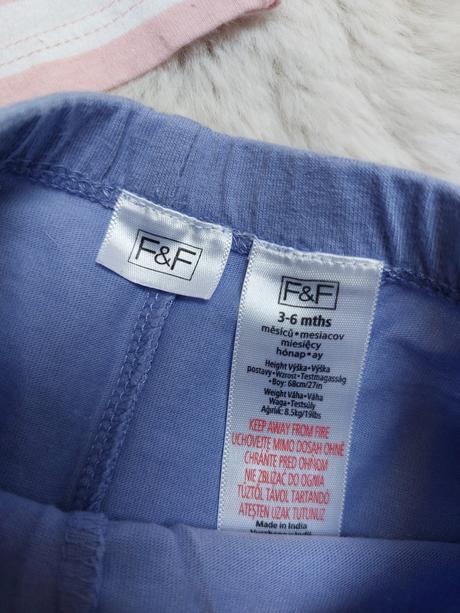 F&F
F&F
3-6 mths
měsíců•mesiacov
miesięcy
hónap•ay
Height Výška•Výška
postavy•Wzrost•Testmagasság
•Boy: 68cm/27in
Weight Váha•Váha
Waga•Testsúly
Ağırlık: 8.5kg/19lbs
KEEP AWAY FROM FIRE
UCHOVEJTE MIMO DOSAH OHNĚ
CHRÁŇTE PRED OHŇOM
NIE ZBLIŻAĆ DO OGNIA
TŰZTŐL TÁVOL TARTANDÓ
ATEŞTEN UZAK TUTUNUZ
Made in India